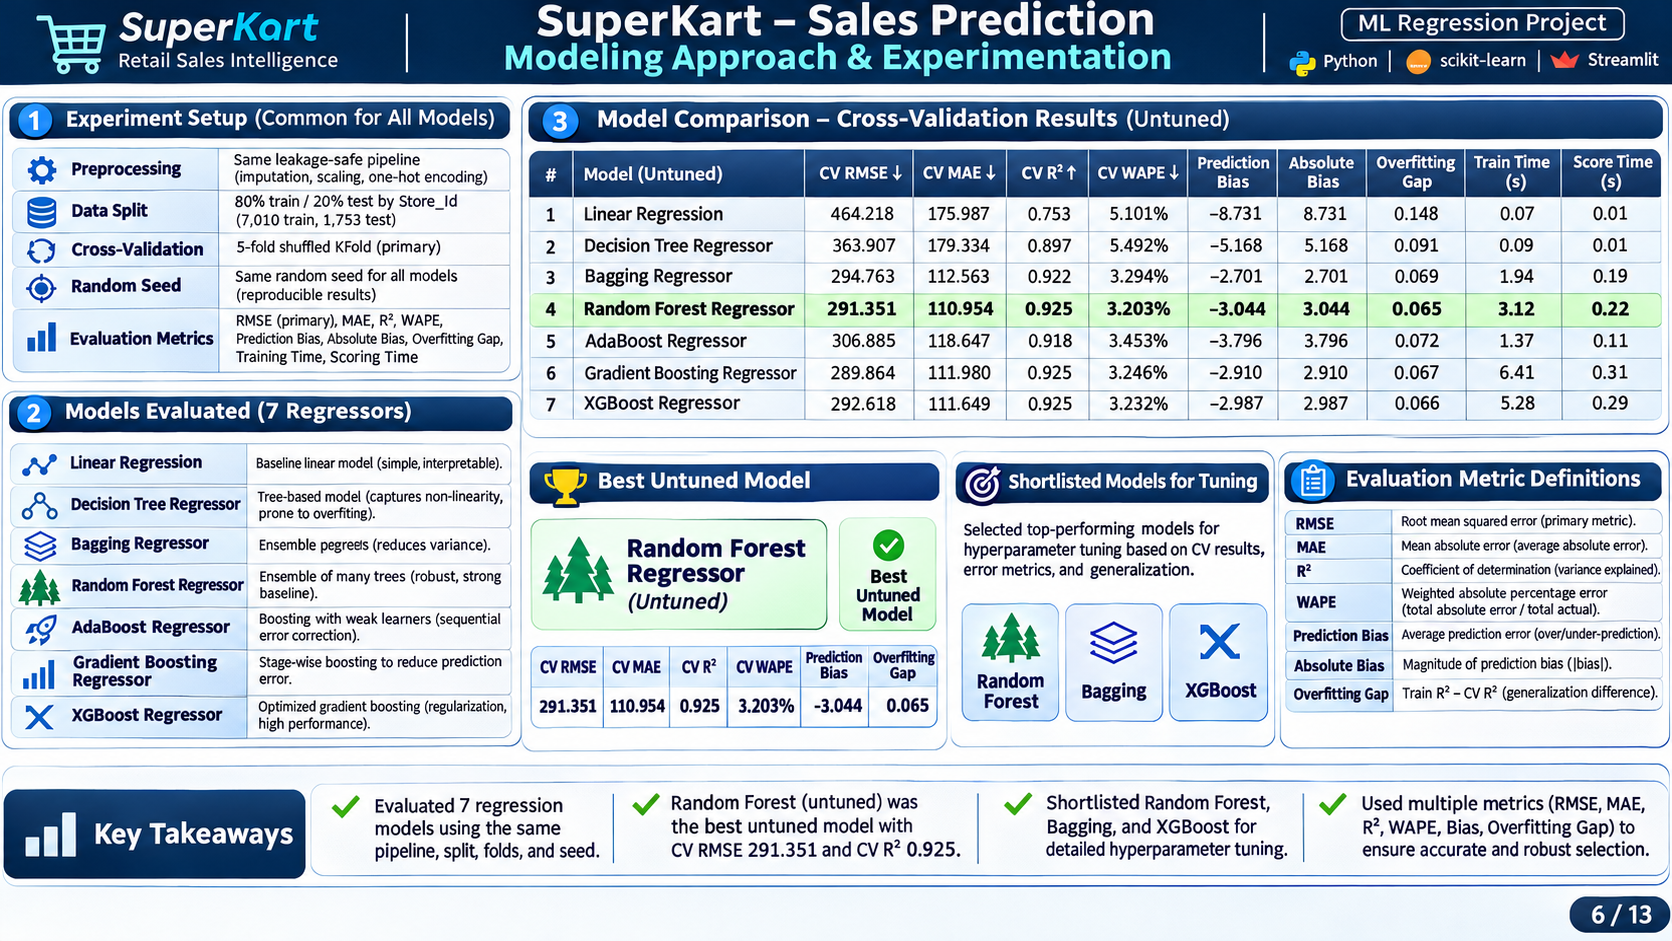 SuperKart
Retail Sales Intelligence
SuperKart – Sales Prediction
Modeling Approach & Experimentation
ML Regression Project
Python | scikit-learn | Streamlit
1 Experiment Setup (Common for All Models)
Preprocessing
Same leakage-safe pipeline
(imputation, scaling, one-hot encoding)
Data Split
80% train / 20% test by Store_Id
(7,010 train, 1,753 test)
Cross-Validation
5-fold shuffled KFold (primary)
Random Seed
Same random seed for all models
(reproducible results)
Evaluation Metrics
RMSE (primary), MAE, R², WAPE,
Prediction Bias, Absolute Bias, Overfitting Gap,
Training Time, Scoring Time
2 Models Evaluated (7 Regressors)
Linear Regression
Baseline linear model (simple, interpretable).
Decision Tree Regressor
Tree-based model (captures non-linearity,
prone to overfiting).
Bagging Regressor
Ensemble (reduces variance).
Random Forest Regressor
Ensemble of many trees (robust, strong
baseline).
AdaBoost Regressor
Boosting with weak learners (sequential
error correction).
Gradient Boosting
Regressor
Stage-wise boosting to reduce prediction
error.
XGBoost Regressor
Optimized gradient boosting (regularization,
high performance).
3 Model Comparison – Cross-Validation Results (Untuned)
# Model (Untuned) CV RMSE ↓ CV MAE ↓ CV R² ↑ CV WAPE ↓ Prediction Bias Absolute Bias Overfitting Gap Train Time (s) Score Time (s)
1 Linear Regression 464.218 175.987 0.753 5.101% −8.731 8.731 0.148 0.07 0.01
2 Decision Tree Regressor 363.907 179.334 0.897 5.492% −5.168 5.168 0.091 0.09 0.01
3 Bagging Regressor 294.763 112.563 0.922 3.294% −2.701 2.701 0.069 1.94 0.19
4 Random Forest Regressor 291.351 110.954 0.925 3.203% −3.044 3.044 0.065 3.12 0.22
5 AdaBoost Regressor 306.885 118.647 0.918 3.453% −3.796 3.796 0.072 1.37 0.11
6 Gradient Boosting Regressor 289.864 111.980 0.925 3.246% −2.910 2.910 0.067 6.41 0.31
7 XGBoost Regressor 292.618 111.649 0.925 3.232% −2.987 2.987 0.066 5.28 0.29
Best Untuned Model
Random Forest
Regressor
(Untuned)
Best
Untuned
Model
CV RMSE CV MAE CV R² CV WAPE Prediction Bias Overfitting Gap
291.351 110.954 0.925 3.203% -3.044 0.065
Shortlisted Models for Tuning
Selected top-performing models for
hyperparameter tuning based on CV results,
error metrics, and generalization.
Random
Forest
Bagging
XGBoost
Evaluation Metric Definitions
RMSE Root mean squared error (primary metric).
MAE Mean absolute error (average absolute error).
R² Coefficient of determination (variance explained).
WAPE Weighted absolute percentage error
(total absolute error / total actual).
Prediction Bias Average prediction error (over/under-prediction).
Absolute Bias Magnitude of prediction bias (|bias|).
Overfitting Gap Train R² – CV R² (generalization difference).
Key Takeaways
Evaluated 7 regression
models using the same
pipeline, split, folds, and seed.
Random Forest (untuned) was
the best untuned model with
CV RMSE 291.351 and CV R² 0.925.
Shortlisted Random Forest,
Bagging, and XGBoost for
detailed hyperparameter tuning.
Used multiple metrics (RMSE, MAE,
R², WAPE, Bias, Overfitting Gap) to
ensure accurate and robust selection.
6 / 13